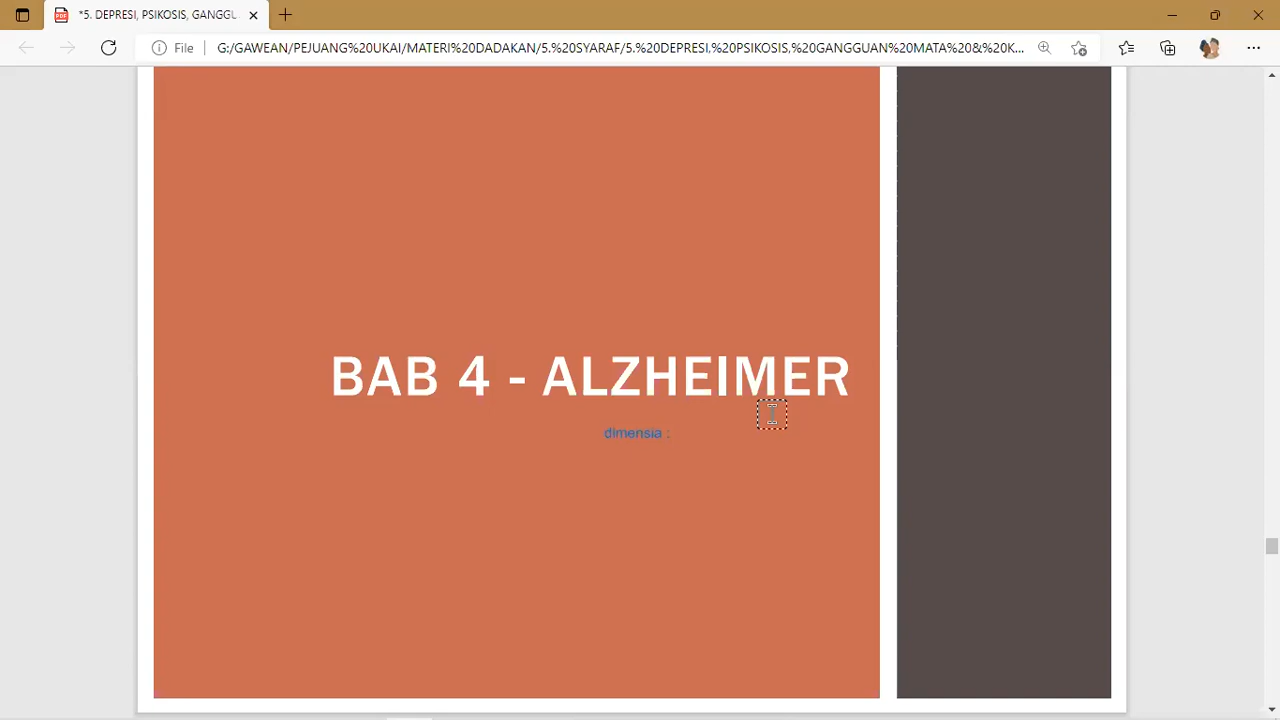 *5. DEPRESI, PSIKOSIS, GANGGU
File
G:/GAWEAN/PEJUANG%20UKAI/MATERI%20DADAKAN/5.%20SYARAF/5.%20DEPRESI,%20PSIKOSIS,%20GANGGUAN%20MATA%20&%20K...
BAB 4 - ALZHEIMER
dimensia :